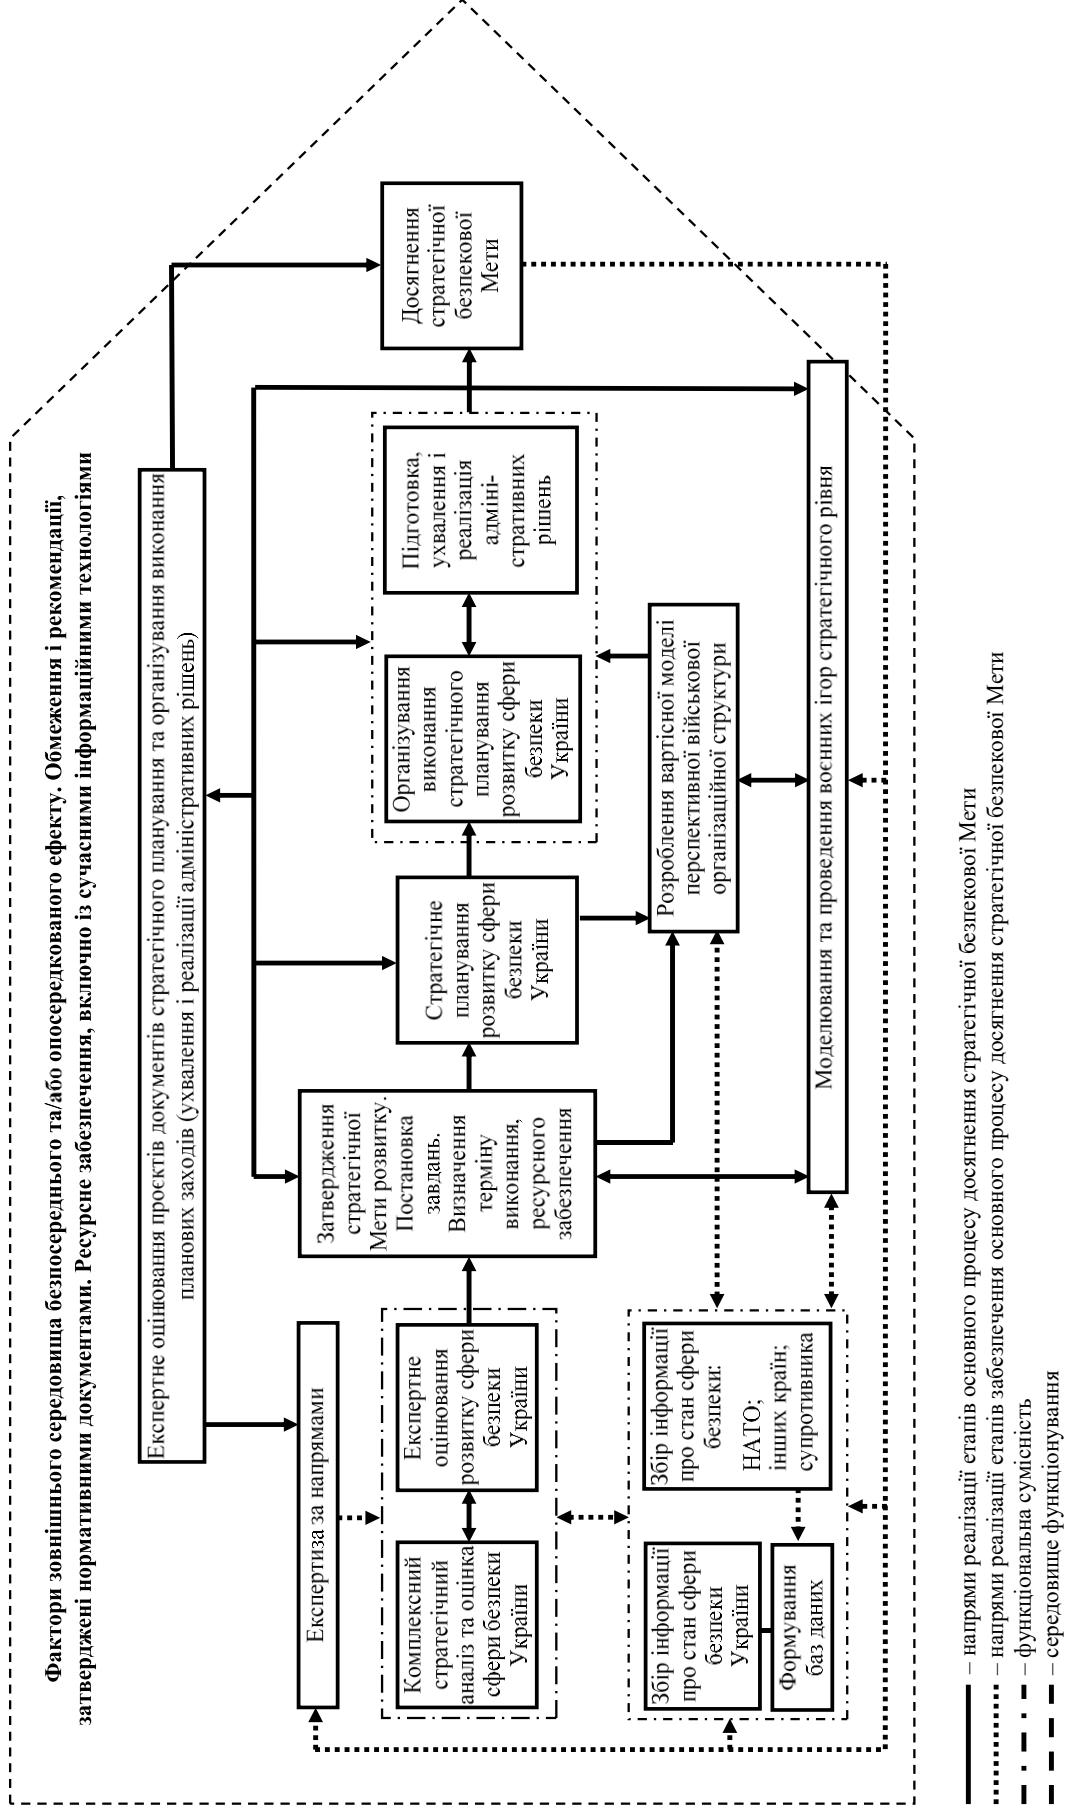 Фактори зовнішнього середовища безпосереднього та/або опосередкованого ефекту. Обмеження і рекомендації,
затверджені нормативними документами. Ресурсне забезпечення, включно із сучасними інформаційними технологіями
Експертне оцінювання проєктів документів стратегічного планування та організування виконання
планових заходів (ухвалення і реалізації адміністративних рішень)
Експертиза за напрямами
Комплексний
стратегічний
аналіз та оцінка
сфери безпеки
України
Експертне
оцінювання
розвитку сфери
безпеки
України
Затвердження
стратегічної
Мети розвитку.
Постановка
завдань.
Визначення
терміну
виконання,
ресурсного
забезпечення
Стратегічне
планування
розвитку сфери
безпеки
України
Організування
виконання
стратегічного
планування
розвитку сфери
безпеки
України
Підготовка,
ухвалення і
реалізація
адміні-
стративних
рішень
Досягнення
стратегічної
безпекової
Мети
Збір інформації
про стан сфери
безпеки
України
Формування
баз даних
Збір інформації
про стан сфери
безпеки:
НАТО;
інших країн;
супротивника
Розроблення вартісної моделі
перспективної військової
організаційної структури
Моделювання та проведення воєнних ігор стратегічного рівня
– напрями реалізації етапів основного процесу досягнення стратегічної безпекової Мети
– напрями реалізації етапів забезпечення основного процесу досягнення стратегічної безпекової Мети
– функціональна сумісність
– середовище функціонування